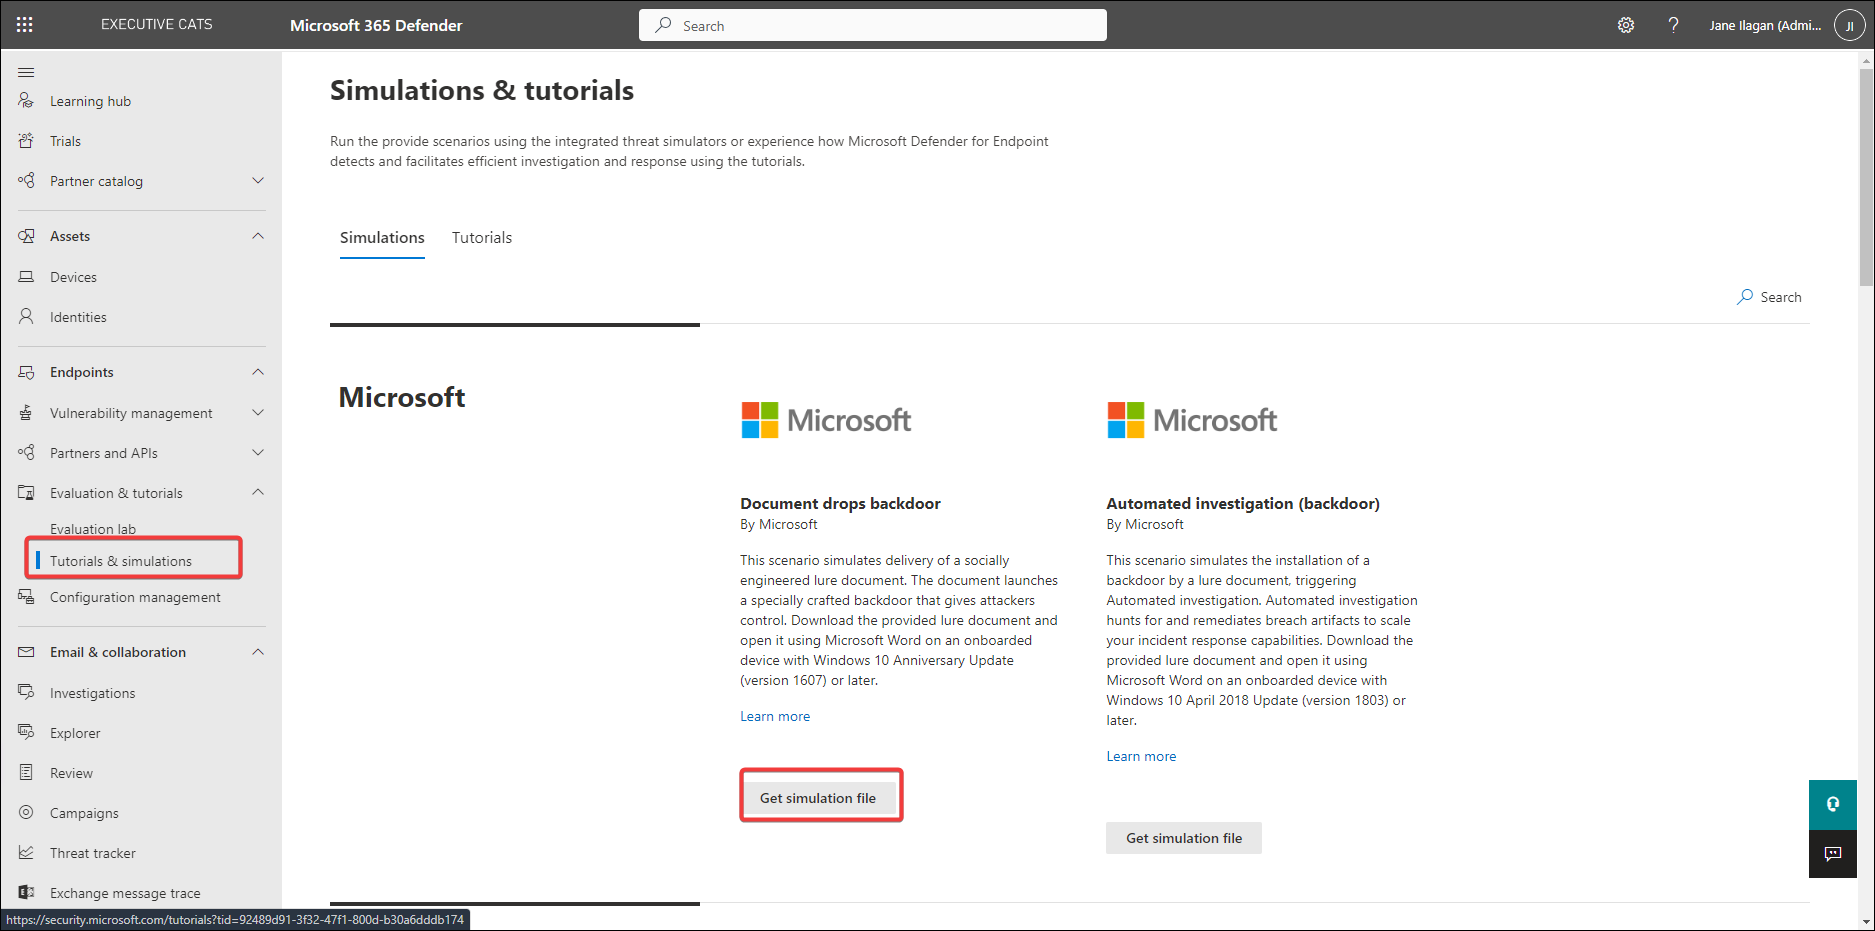 EXECUTIVE CATS
Microsoft 365 Defender
Search
Jane Ilagan (Admi...
JI
Learning hub
Trials
Partner catalog
Assets
Devices
Identities
Endpoints
Vulnerability management
Partners and APIs
Evaluation & tutorials
Evaluation lab
Tutorials & simulations
Configuration management
Email & collaboration
Investigations
Explorer
Review
Campaigns
Threat tracker
Exchange message trace
https://security.microsoft.com/tutorials?tid=92489d91-3f32-47f1-800d-b30a6dddb174
Simulations & tutorials
Run the provide scenarios using the integrated threat simulators or experience how Microsoft Defender for Endpoint
detects and facilitates efficient investigation and response using the tutorials.
Simulations Tutorials
Search
Microsoft
Microsoft
Document drops backdoor
By Microsoft
This scenario simulates delivery of a socially
engineered lure document. The document launches
a specially crafted backdoor that gives attackers
control. Download the provided lure document and
open it using Microsoft Word on an onboarded
device with Windows 10 Anniversary Update
(version 1607) or later.
Learn more
Get simulation file
Microsoft
Automated investigation (backdoor)
By Microsoft
This scenario simulates the installation of a
backdoor by a lure document, triggering
Automated investigation. Automated investigation
hunts for and remediates breach artifacts to scale
your incident response capabilities. Download the
provided lure document and open it using
Microsoft Word on an onboarded device with
Windows 10 April 2018 Update (version 1803) or
later.
Learn more
Get simulation file